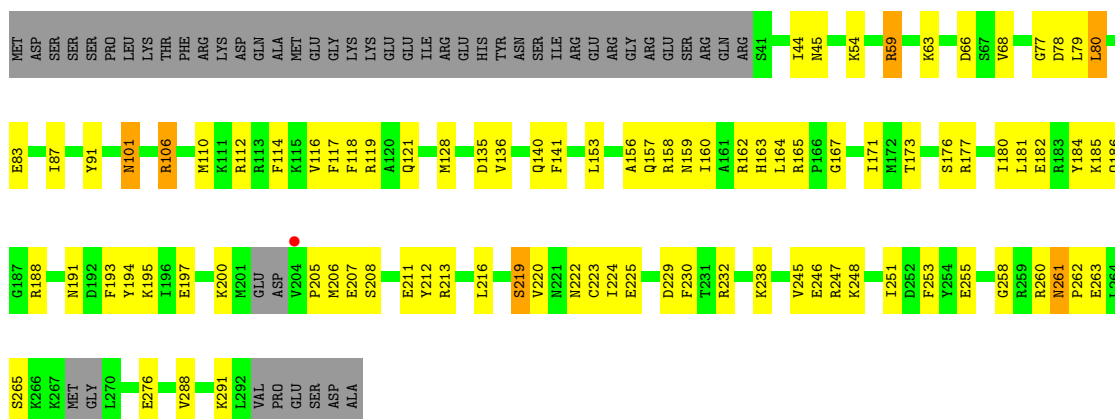 MET ASP SER SER SER SER PRO LEU LYS THR PHE ARG LYS ASP GLN ALA MET GLU GLY LYS LYS GLU GLU ILE ARG GLU HIS TYR ASN SER ILE ARG GLU ARG GLY ARG GLU SER ARG GLN ARG S41 I44 N45 K54 R59 K63 D66 S67 V68 G77 D78 L79 L80
E83 I87 Y91 N101 R106 M110 K111 R112 R113 F114 K115 V116 F117 F118 R119 A120 Q121 M128 D135 V136 Q140 F141 L153 A156 Q157 R158 N159 I160 A161 R162 H163 L164 R165 P166 G167 I171 M172 T173 S176 R177 I180 L181 E182 R183 Y184 K185 Q186
G187 R188 N191 D192 F193 Y194 K195 I196 E197 K200 M201 GLU ASP V204 P205 M206 E207 S208 E211 Y212 R213 L216 S219 V220 N221 N222 C223 I224 E225 D229 F230 T231 R232 K238 V245 E246 R247 K248 I251 D252 F253 Y254 E255 G258 R259 R260 N261 P262 E263 L264
S265 K266 K267 MET GLY L270 E276 V288 K291 L292 VAL PRO GLU SER ASP ALA